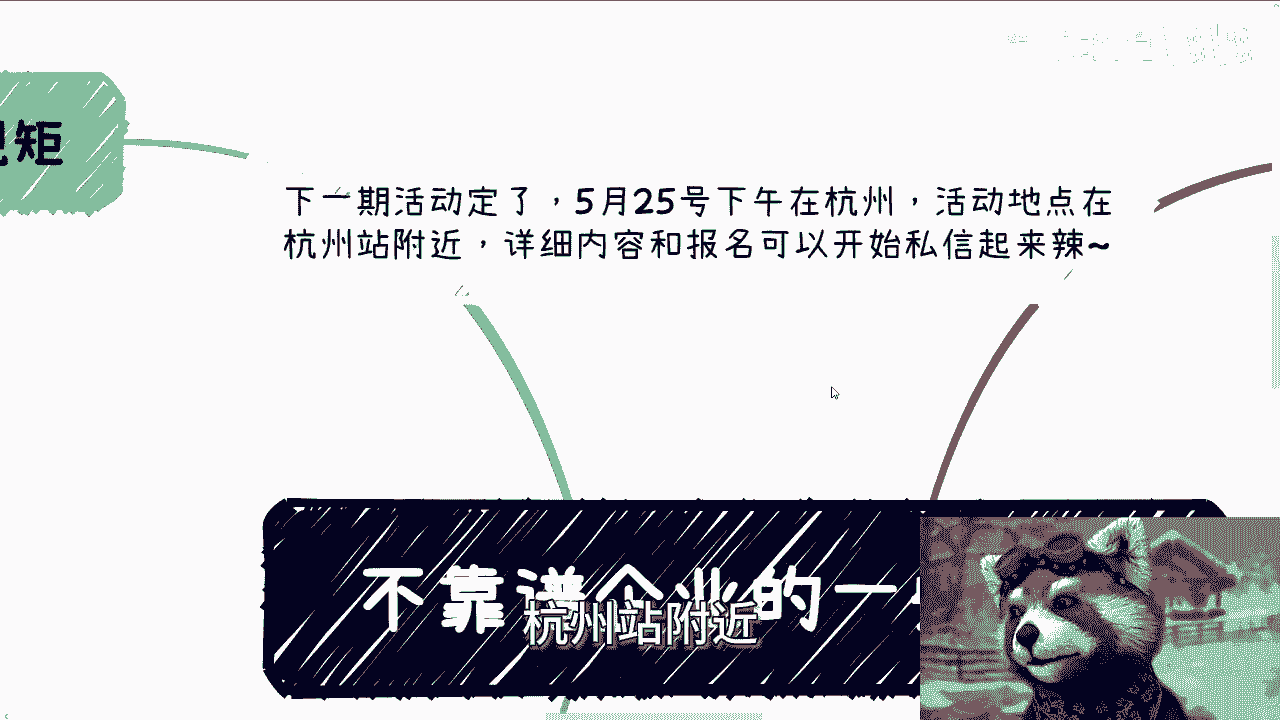 矩
下一期活动定了，5月25号下午在杭州，活动地点在
杭州站附近，详细内容和报名可以开始私信起来辣~
不靠谱企业的一
杭州站附近